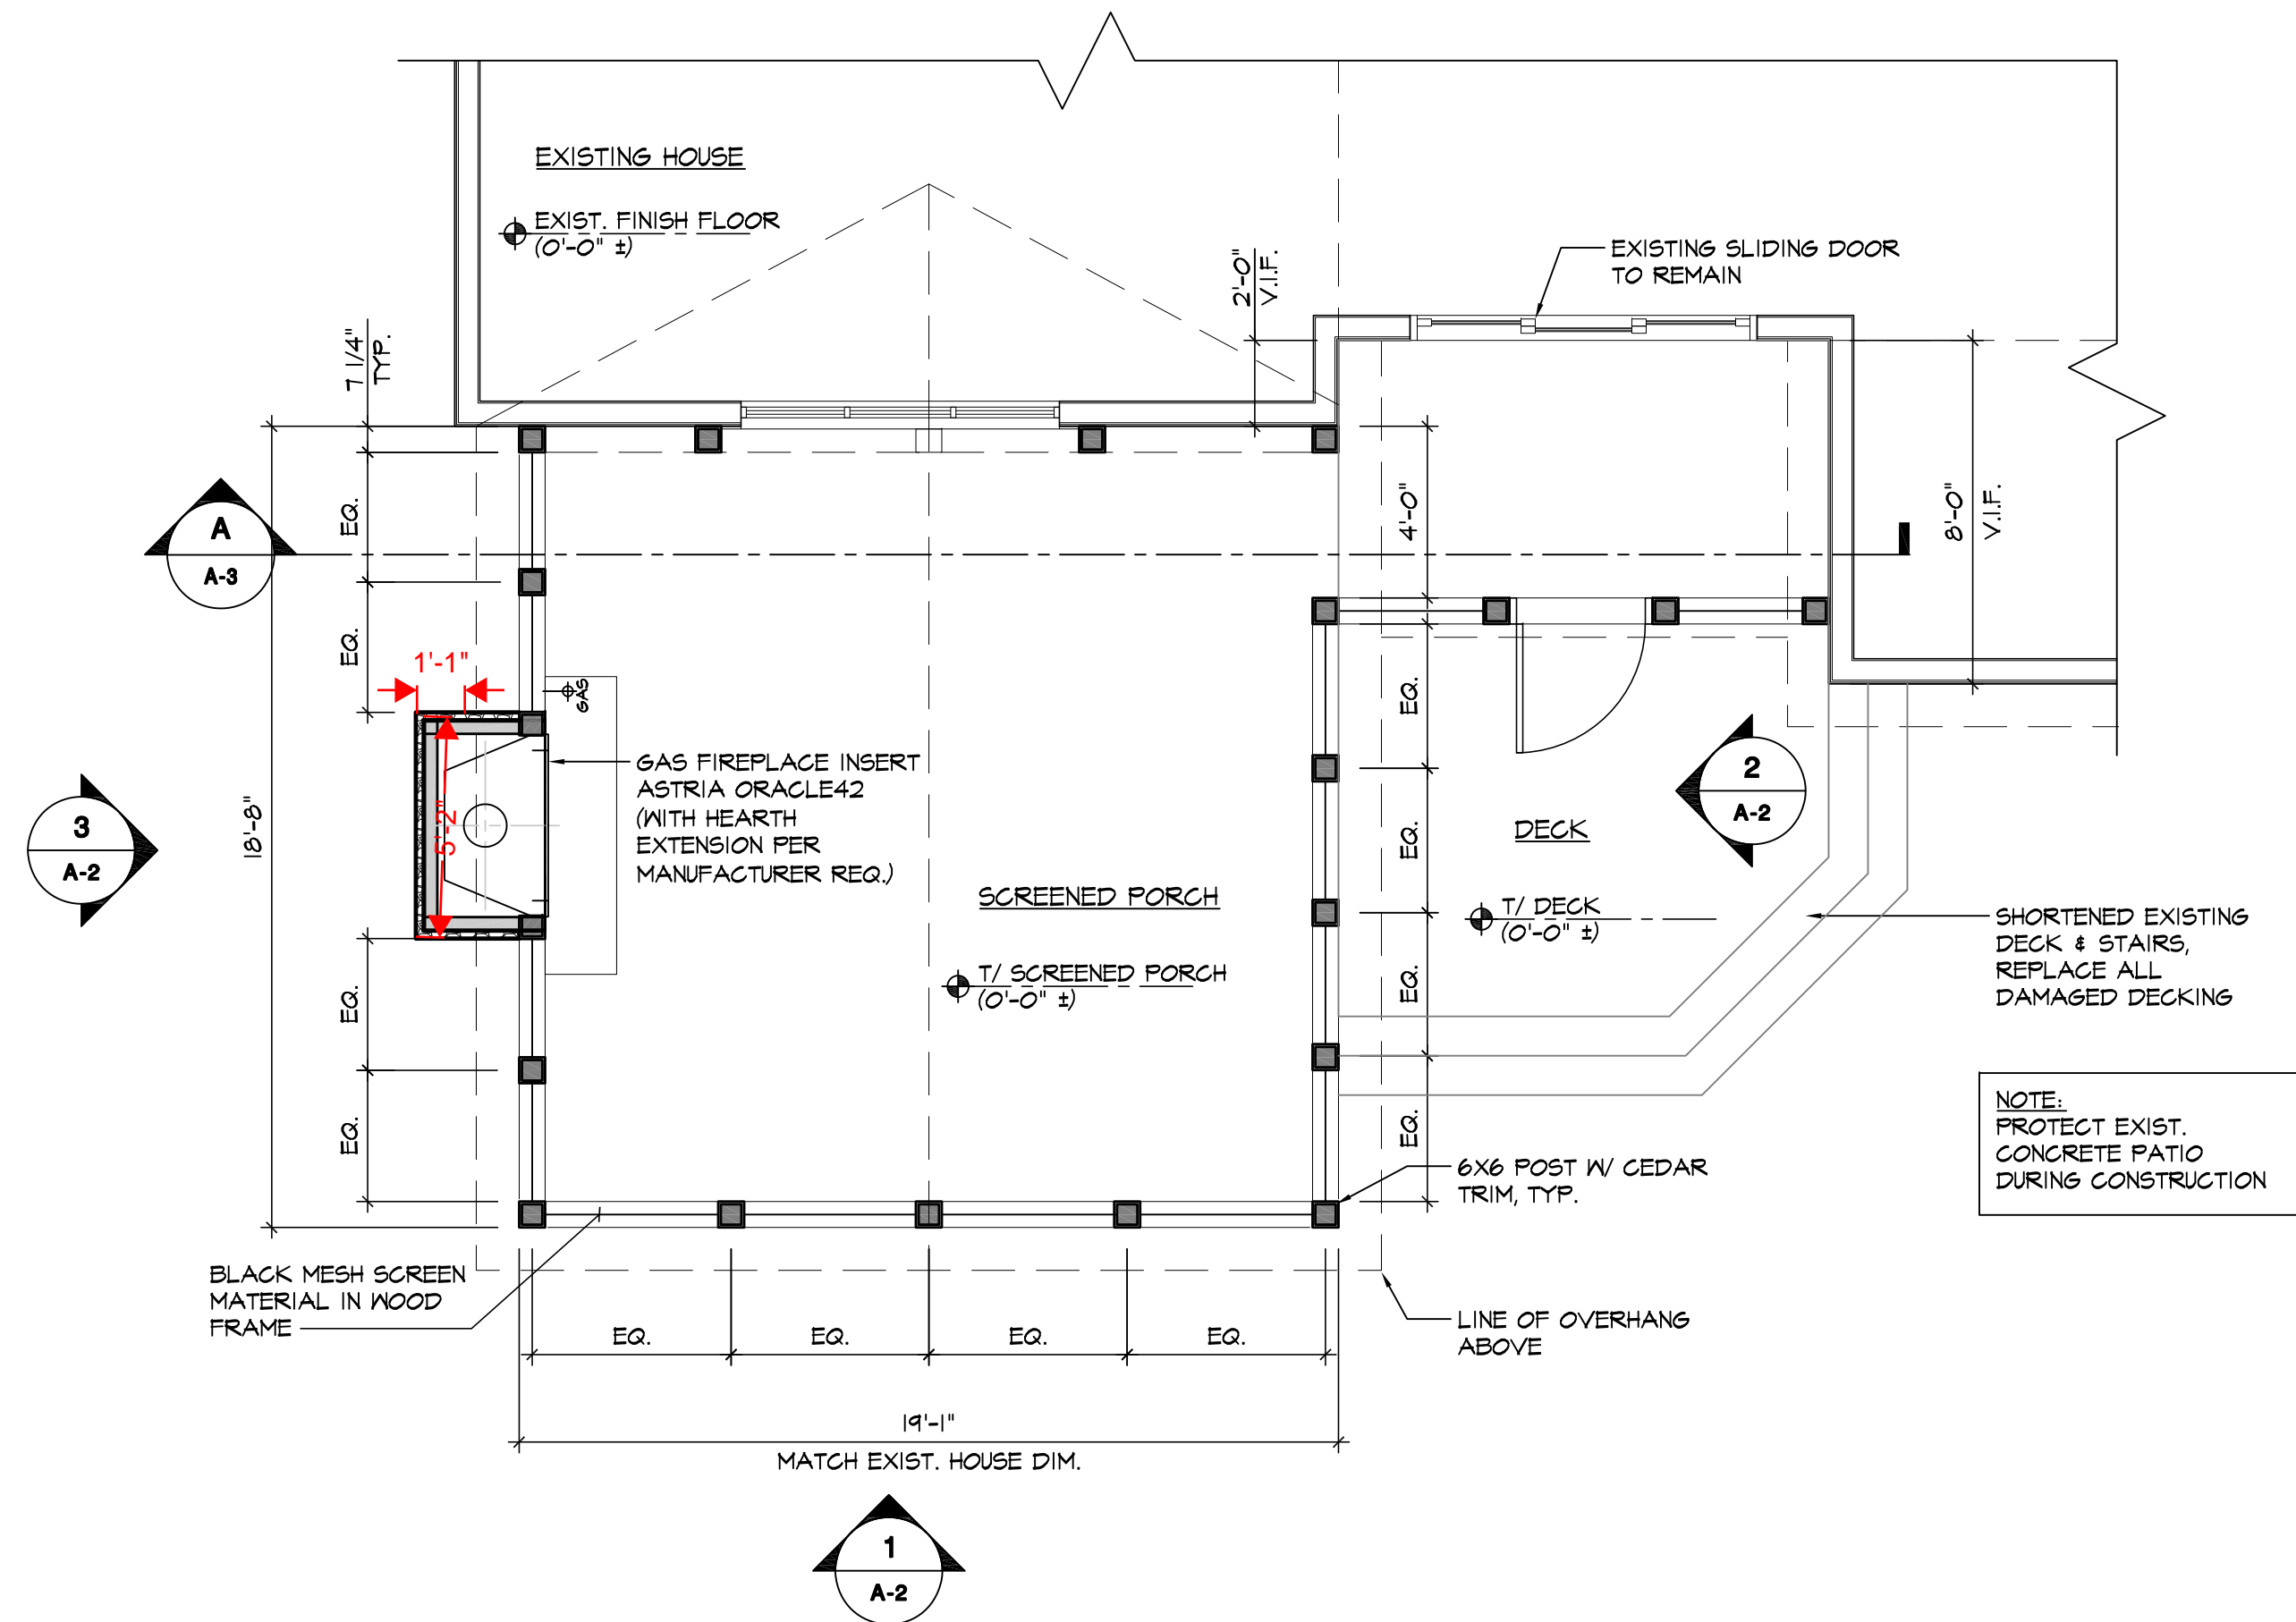 EXISTING HOUSE
EXIST. FINISH FLOOR
(0'-0" ±)
EXISTING SLIDING DOOR
TO REMAIN
2'-0"
V.I.F.
7 1/4"
TYP.
EQ.
EQ.
A
A-3
4'-0"
8'-0"
V.I.F.
1'-1"
GAS
5'-2"
18'-8"
3
A-2
GAS FIREPLACE INSERT
ASTRIA ORACLE42
(WITH HEARTH
EXTENSION PER
MANUFACTURER REQ.)
SCREENED PORCH
T/ SCREENED PORCH
(0'-0" ±)
EQ.
EQ.
EQ.
EQ.
EQ.
EQ.
2
A-2
DECK
T/ DECK
(0'-0" ±)
SHORTENED EXISTING
DECK & STAIRS,
REPLACE ALL
DAMAGED DECKING
NOTE:
PROTECT EXIST.
CONCRETE PATIO
DURING CONSTRUCTION
6X6 POST W/ CEDAR
TRIM, TYP.
BLACK MESH SCREEN
MATERIAL IN WOOD
FRAME
LINE OF OVERHANG
ABOVE
EQ.
EQ.
EQ.
EQ.
19'-1"
MATCH EXIST. HOUSE DIM.
1
A-2